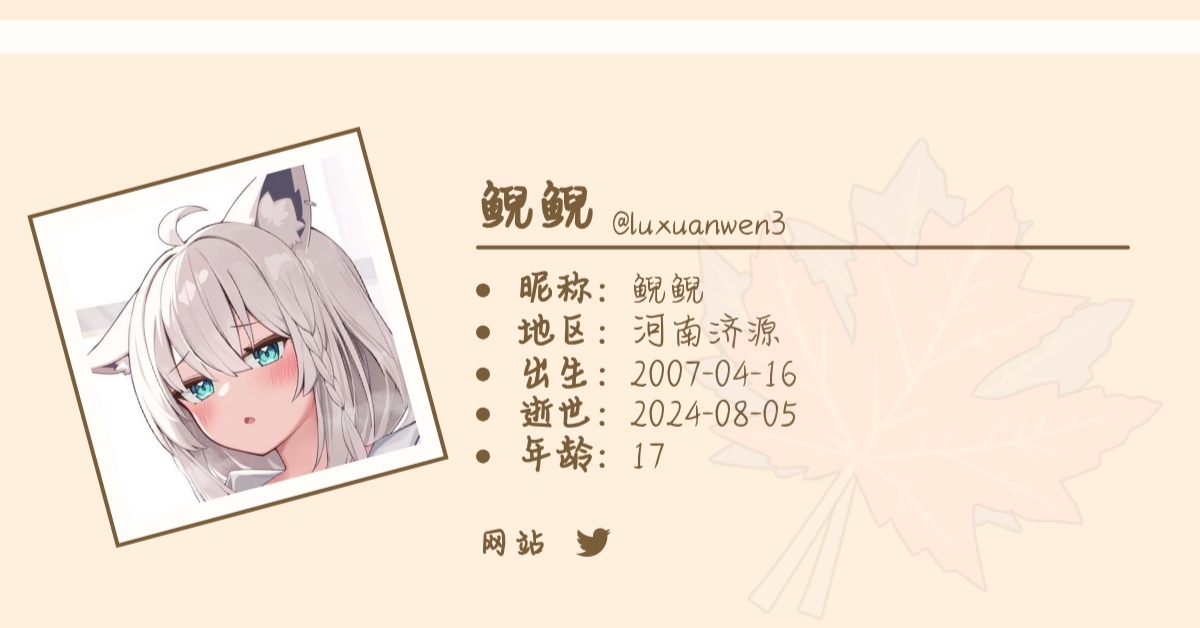 鲵鲵 @luxuanwen3
昵称：鲵鲵
地区：河南济源
出生：2007-04-16
逝世：2024-08-05
年龄：17
网站